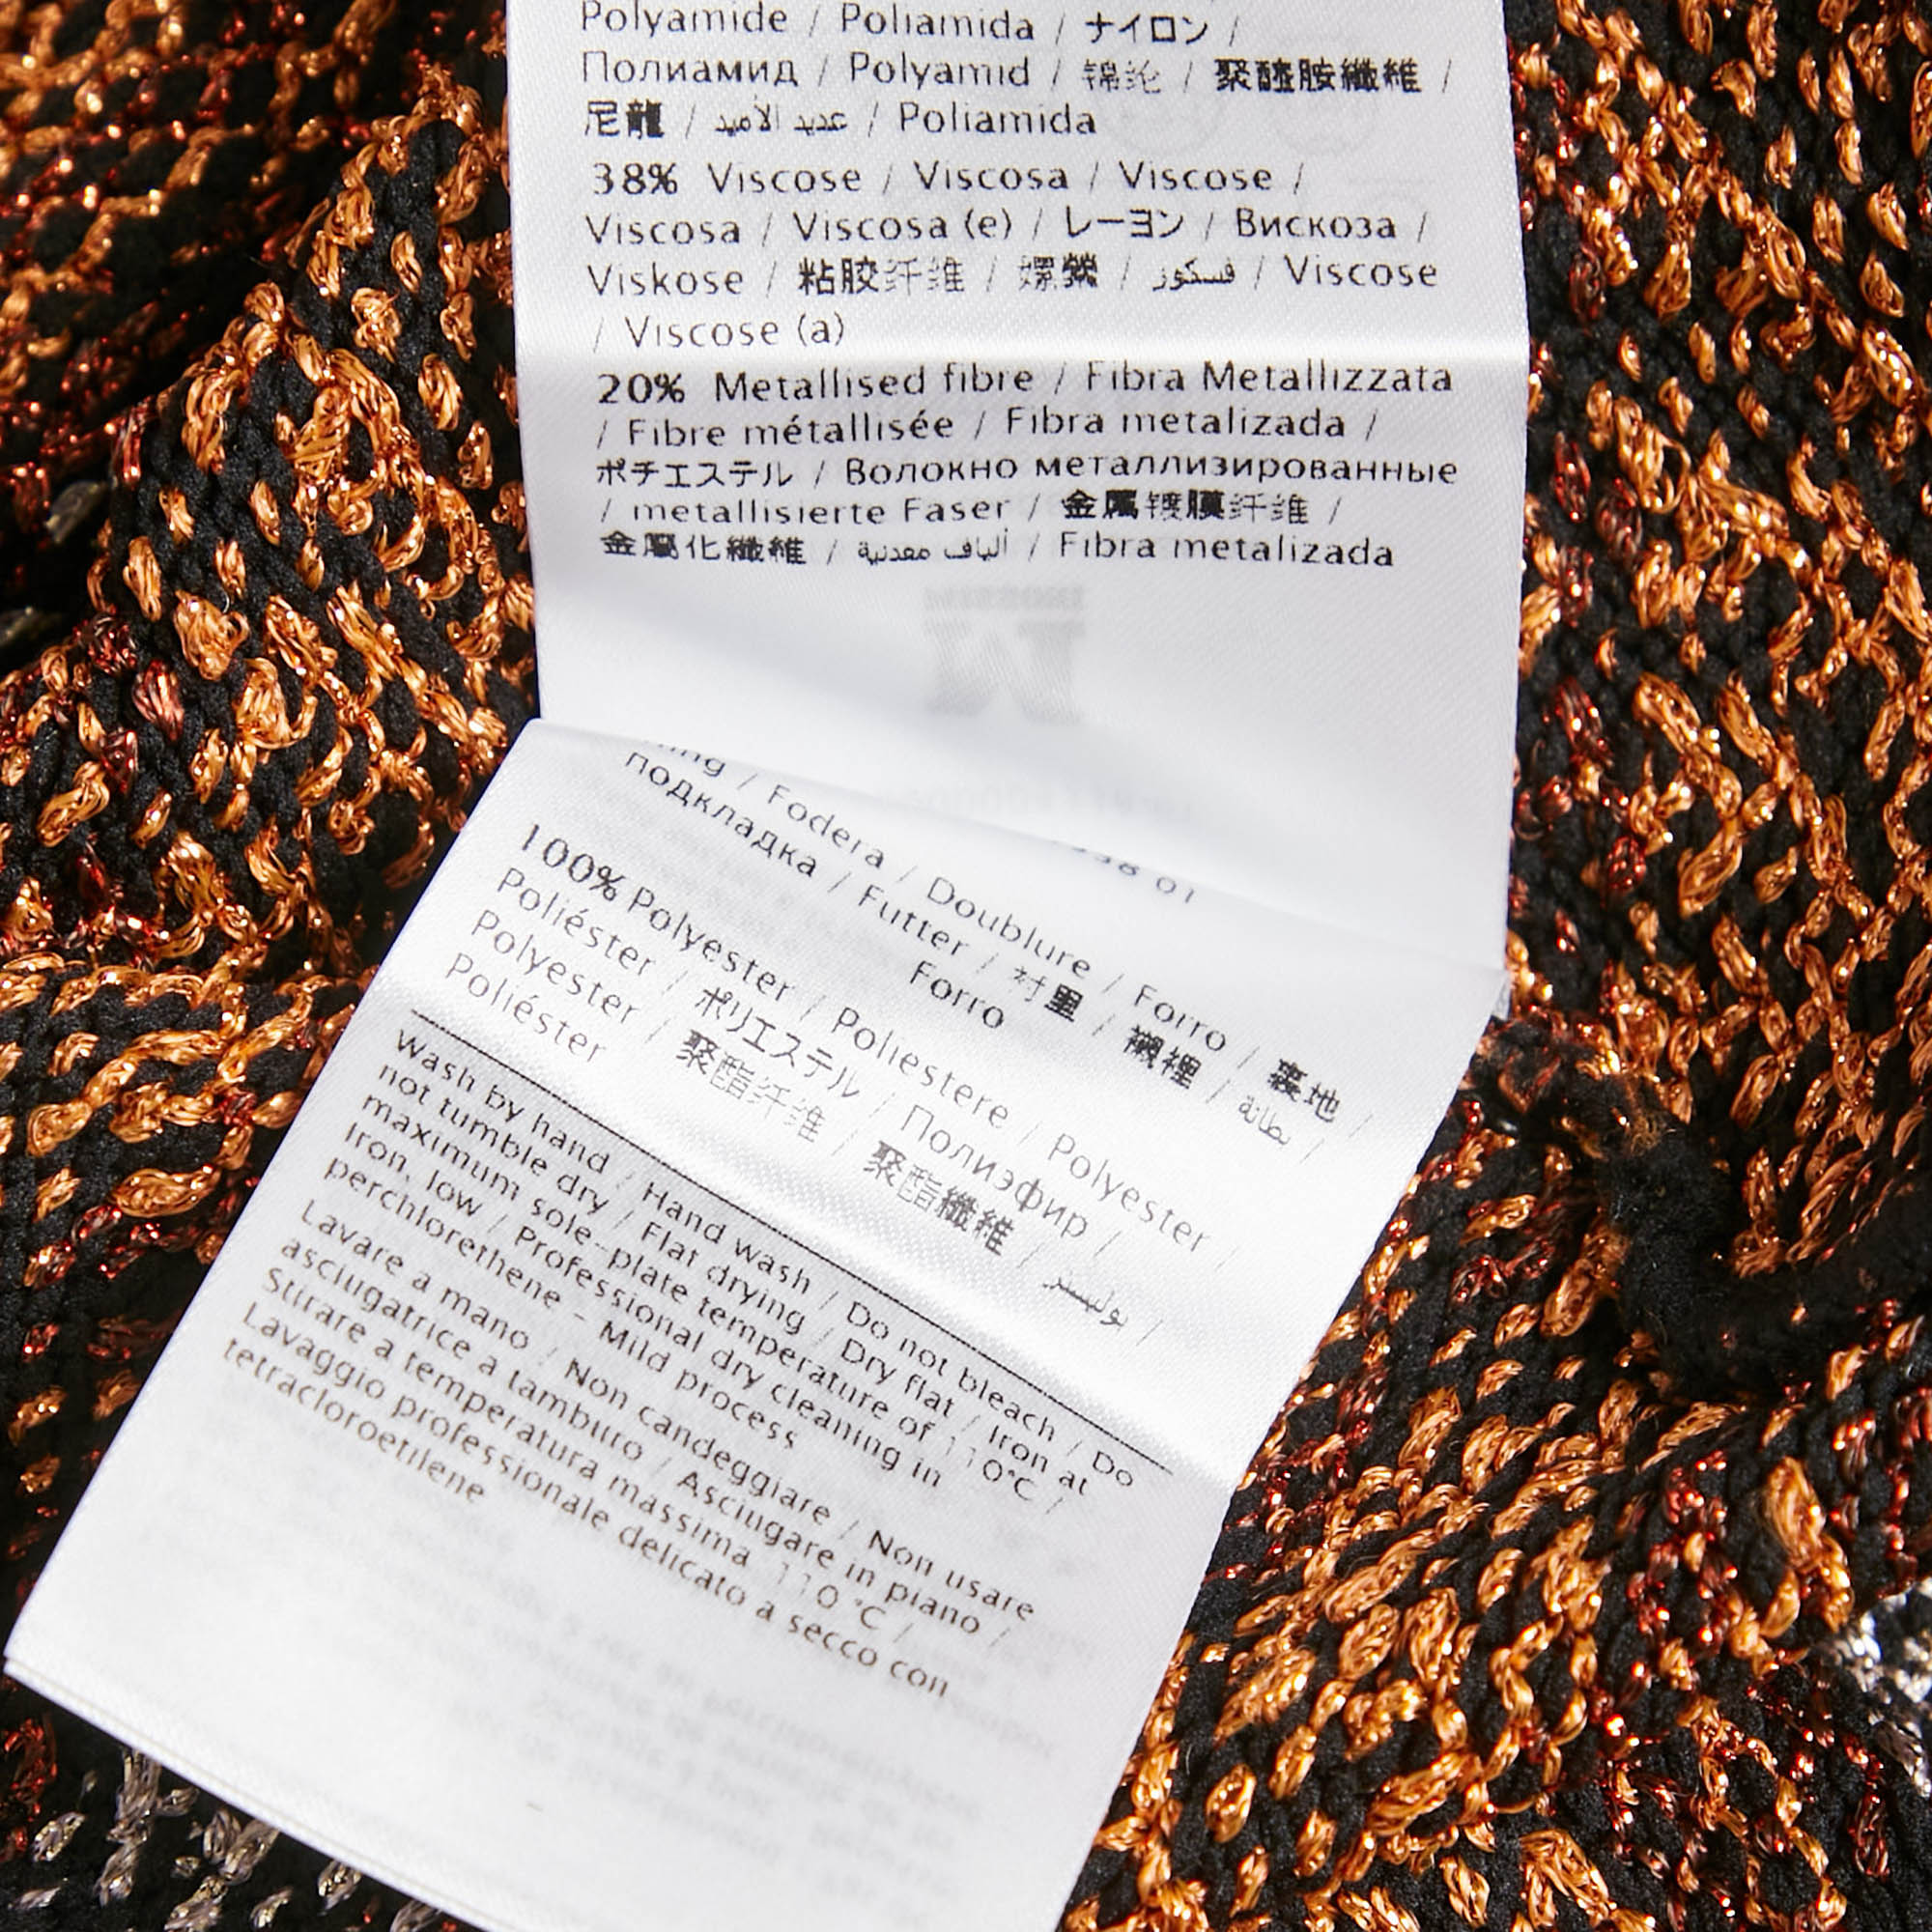 Polyamide / Poliamida / ナイロン /
Полиамид / Polyamid / 锦纶 / 聚醯胺纖維 /
尼龍 / عديد الأميد / Poliamida
38% Viscose / Viscosa / Viscose /
Viscosa / Viscosa (e) / レーヨン / Вискоза /
Viskose / 粘胶纤维 / 嫘縈 / فسكوز / Viscose
/ Viscose (a)
20% Metallised fibre / Fibra Metallizzata
/ Fibre métallisée / Fibra metalizada /
ポチエステル / Волокно металлизированные
/ metallisierte Faser / 金属镀膜纤维 /
金屬化纖維 / ألياف معدنية / Fibra metalizada
/ Fodera / Doublure / Forro / 裏地 /
подкладка / Futter / 衬里 / 襯裡 / بطانة /
Forro
100% Polyester / Poliestere / Polyester /
Poliéster / ポリエステル / Полиэфир /
Polyester / 聚酯纤维 / 聚酯纖維 / بوليستر /
Poliéster
Wash by hand / Hand wash / Do not bleach / Do
not tumble dry / Flat drying / Dry flat / Iron at
maximum sole-plate temperature of 110°C /
Iron, low / Professional dry cleaning in
perchlorethene - Mild process
Lavare a mano / Non candeggiare / Non usare
asciugatrice a tamburo / Asciugare in piano /
Stirare a temperatura massima 110 °C /
Lavaggio professionale delicato a secco con
tetracloroetilene